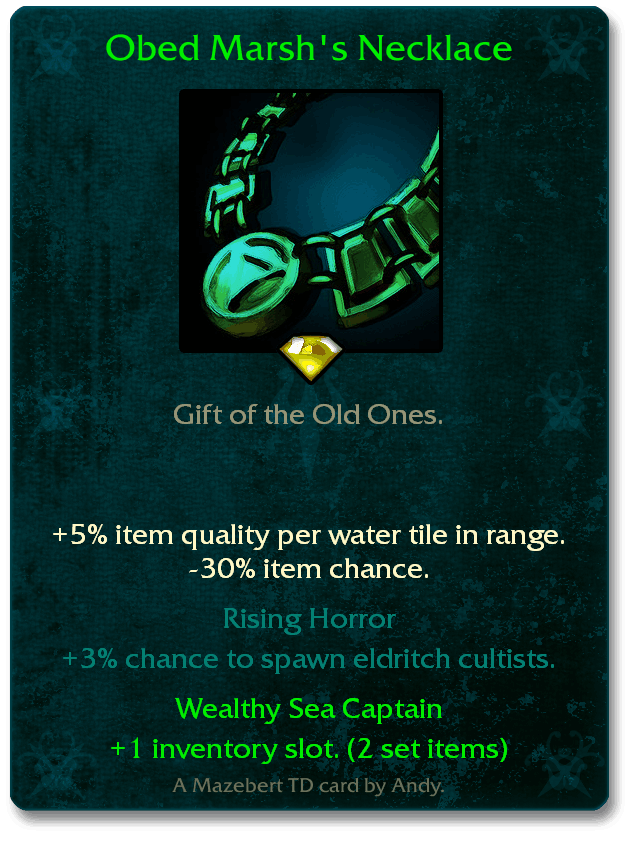 Obed Marsh's Necklace
Gift of the Old Ones.
+5% item quality per water tile in range.
-30% item chance.
Rising Horror
+3% chance to spawn eldritch cultists.
Wealthy Sea Captain
+1 inventory slot. (2 set items)
A Mazebert TD card by Andy.